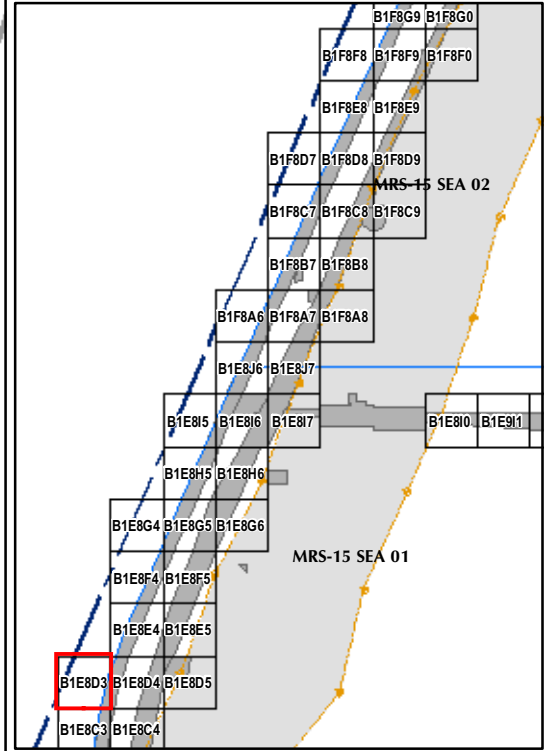 B1F8G9 B1F8G0
B1F8F8 B1F8F9 B1F8F0
B1F8E8 B1F8E9
B1F8D7 B1F8D8 B1F8D9
MRS-15 SEA 02
B1F8C7 B1F8C8 B1F8C9
B1F8B7 B1F8B8
B1F8A6 B1F8A7 B1F8A8
B1E8J6 B1E8J7
B1E8I5 B1E8I6 B1E8I7 B1E8I0 B1E9I1
B1E8H5 B1E8H6
B1E8G4 B1E8G5 B1E8G6
MRS-15 SEA 01
B1E8F4 B1E8F5
B1E8E4 B1E8E5
B1E8D3 B1E8D4 B1E8D5
B1E8C3 B1E8C4